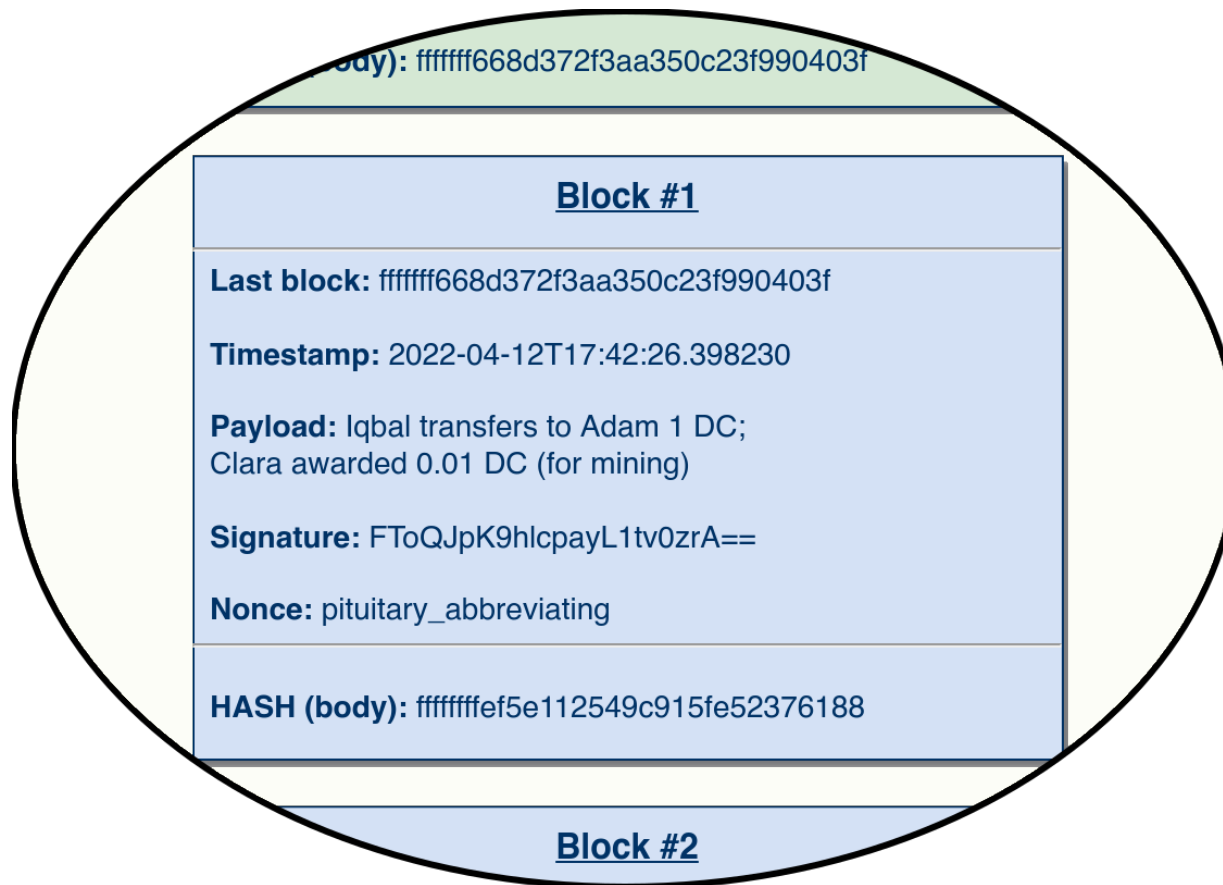 body): fffffff668d372f3aa350c23f990403f
Block #1
Last block: fffffff668d372f3aa350c23f990403f
Timestamp: 2022-04-12T17:42:26.398230
Payload: Iqbal transfers to Adam 1 DC;
Clara awarded 0.01 DC (for mining)
Signature: FToQJpK9hlcpayL1tv0zrA==
Nonce: pituitary_abbreviating
HASH (body): ffffffffef5e112549c915fe52376188
Block #2